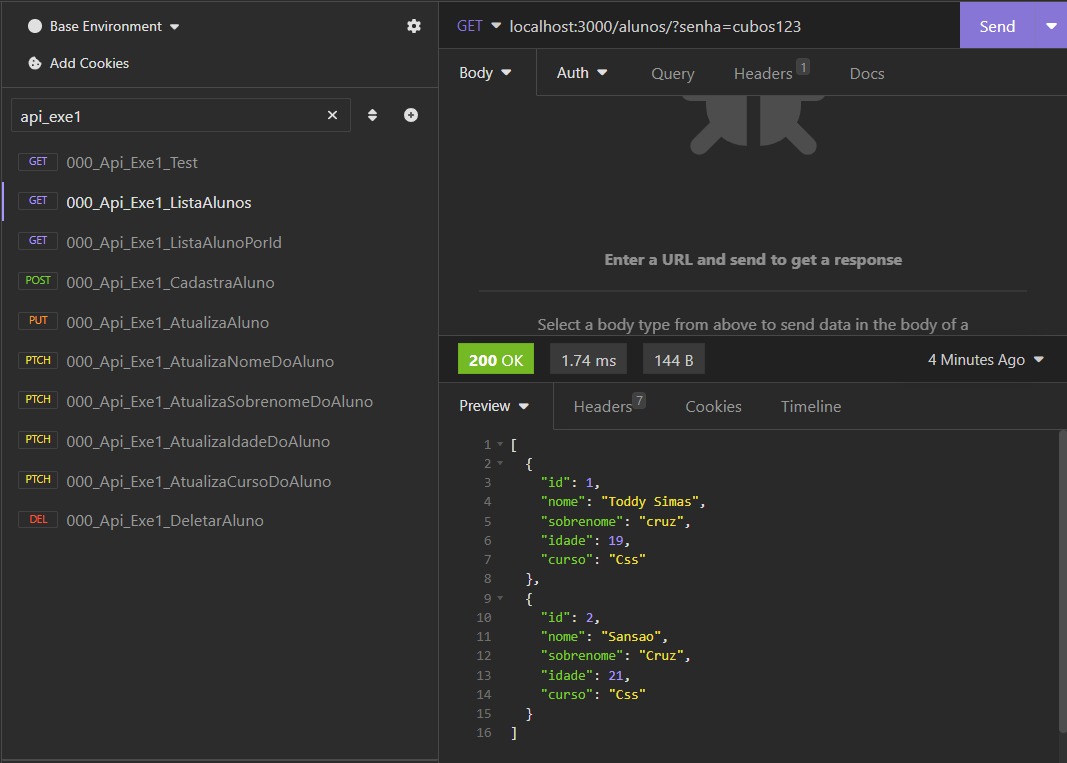 Base Environment
Add Cookies
api_exe1
GET 000_Api_Exe1_Test
GET 000_Api_Exe1_ListaAlunos
GET 000_Api_Exe1_ListaAlunoPorId
POST 000_Api_Exe1_CadastraAluno
PUT 000_Api_Exe1_AtualizaAluno
PTCH 000_Api_Exe1_AtualizaNomeDoAluno
PTCH 000_Api_Exe1_AtualizaSobrenomeDoAluno
PTCH 000_Api_Exe1_AtualizaIdadeDoAluno
PTCH 000_Api_Exe1_AtualizaCursoDoAluno
DEL 000_Api_Exe1_DeletarAluno
GET localhost:3000/alunos/?senha=cubos123 Send
Body Auth Query Headers 1 Docs
Enter a URL and send to get a response
Select a body type from above to send data in the body of a
200 OK 1.74 ms 144 B 4 Minutes Ago
Preview Headers 7 Cookies Timeline
1 [
2 {
3 "id": 1,
4 "nome": "Toddy Simas",
5 "sobrenome": "cruz",
6 "idade": 19,
7 "curso": "Css"
8 },
9 {
10 "id": 2,
11 "nome": "Sansao",
12 "sobrenome": "Cruz",
13 "idade": 21,
14 "curso": "Css"
15 }
16 ]